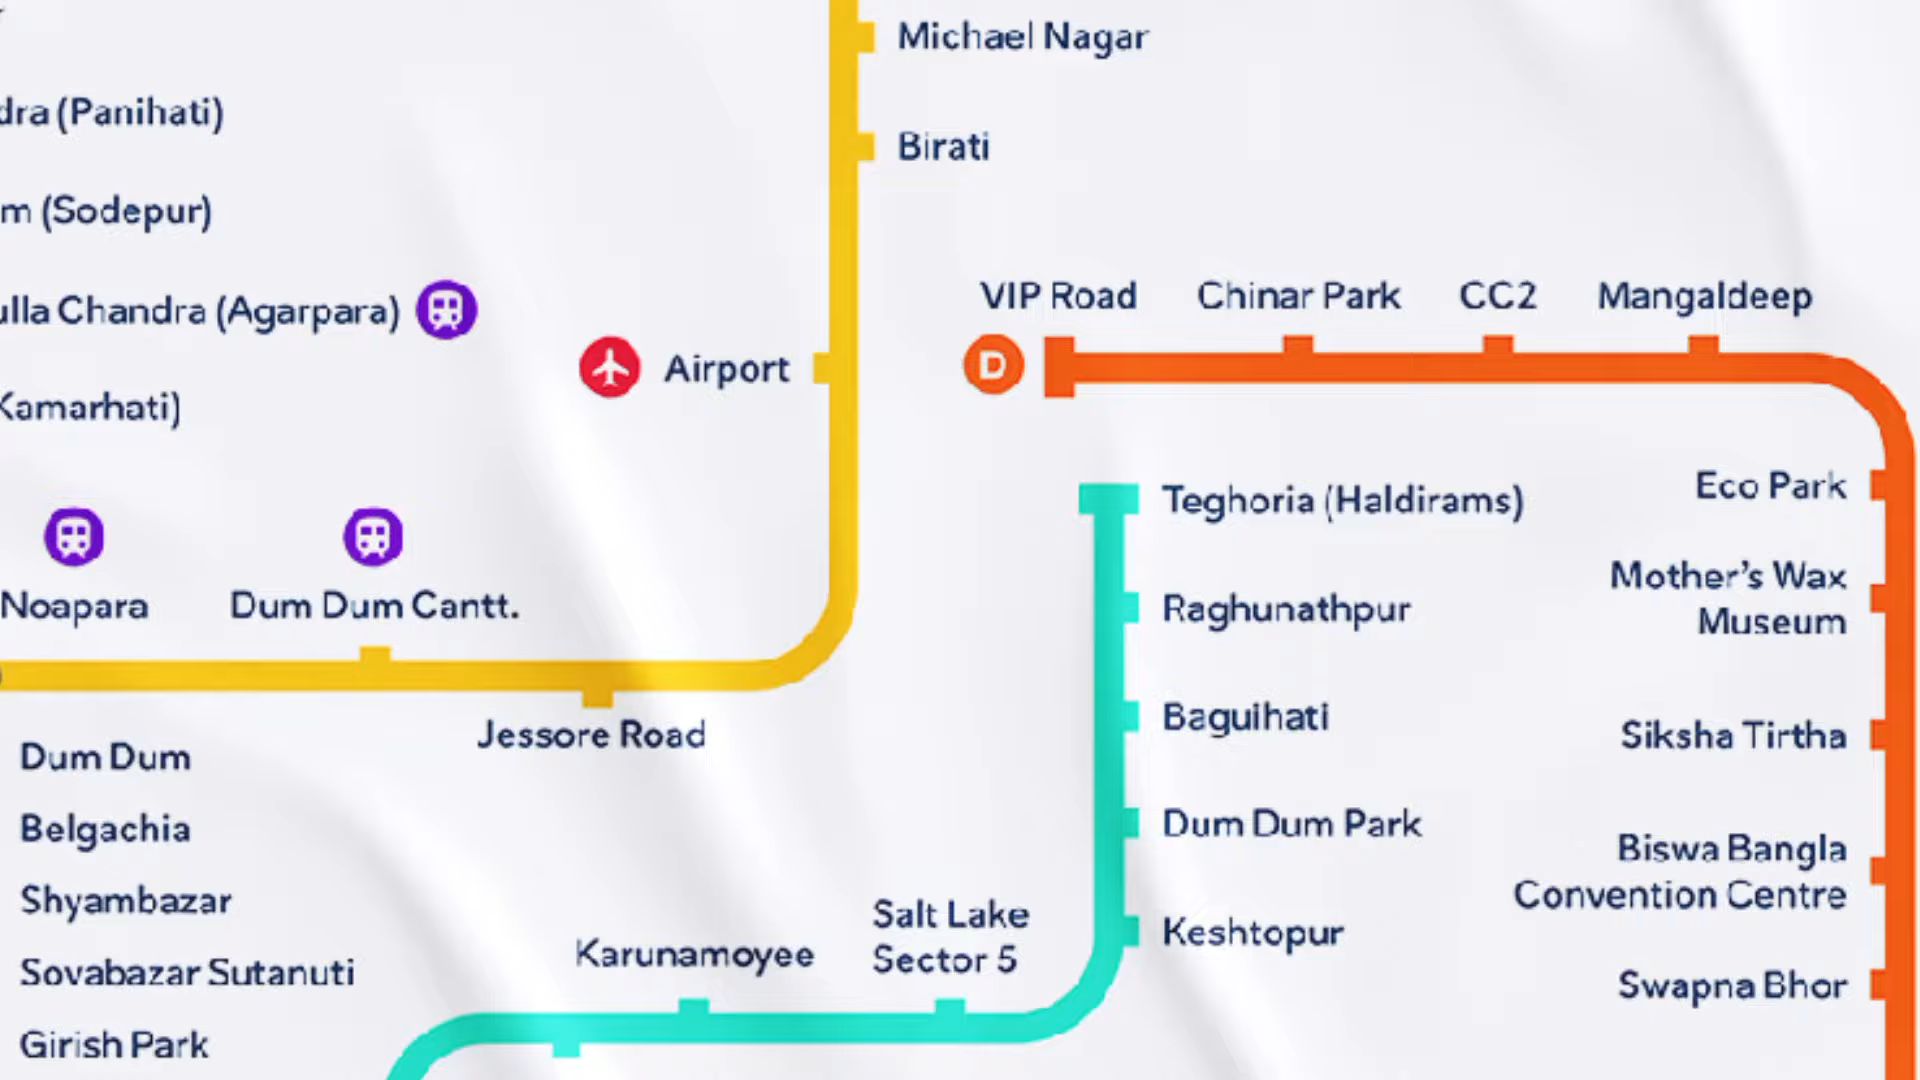 Michael Nagar
dra (Panihati)
Birati
m (Sodepur)
ulla Chandra (Agarpara)
VIP Road
Chinar Park
CC2
Mangaldeep
D
Airport
Kamarhati)
Eco Park
Teghoria (Haldirams)
Mother's Wax
Museum
Noapara
Dum Dum Cantt.
Raghunathpur
Baguihati
Siksha Tirtha
Jessore Road
Dum Dum
Belgachia
Dum Dum Park
Biswa Bangla
Convention Centre
Shyambazar
Salt Lake
Sector 5
Karunamoyee
Keshtopur
Sovabazar Sutanuti
Swapna Bhor
Girish Park